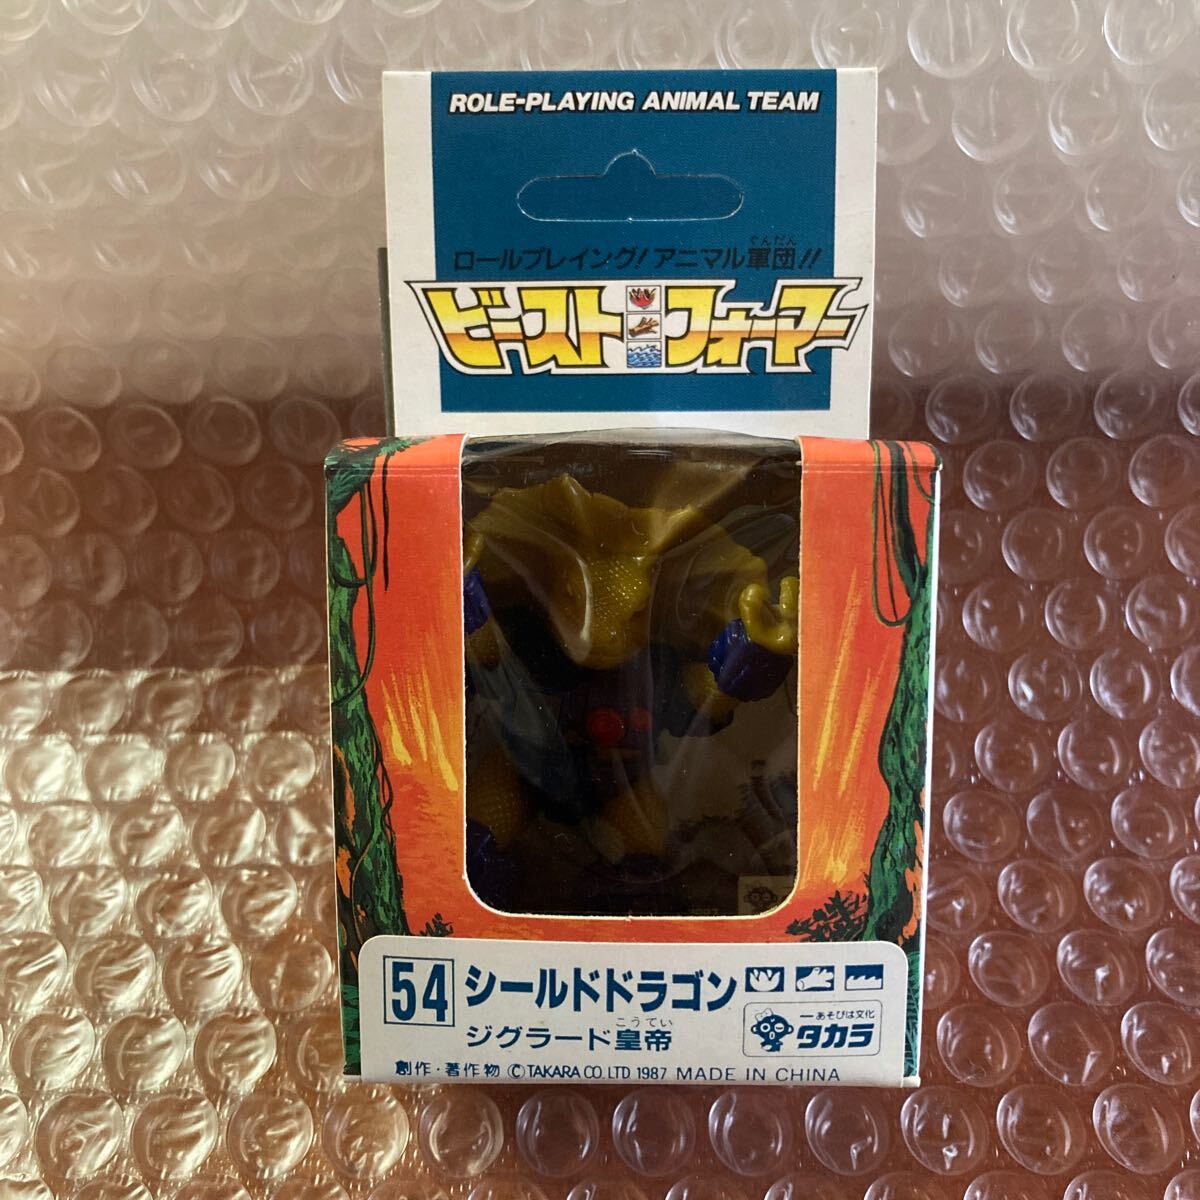 ROLE-PLAYING ANIMAL TEAM
ぐんだん
ロールプレイング!アニマル軍団!!
ビーストフォーマー
54 シールドドラゴン
こうてい
ジグラード皇帝
ーあそびは文化
タカラ
創作・著作物 ©TAKARA CO.LTD 1987 MADE IN CHINA